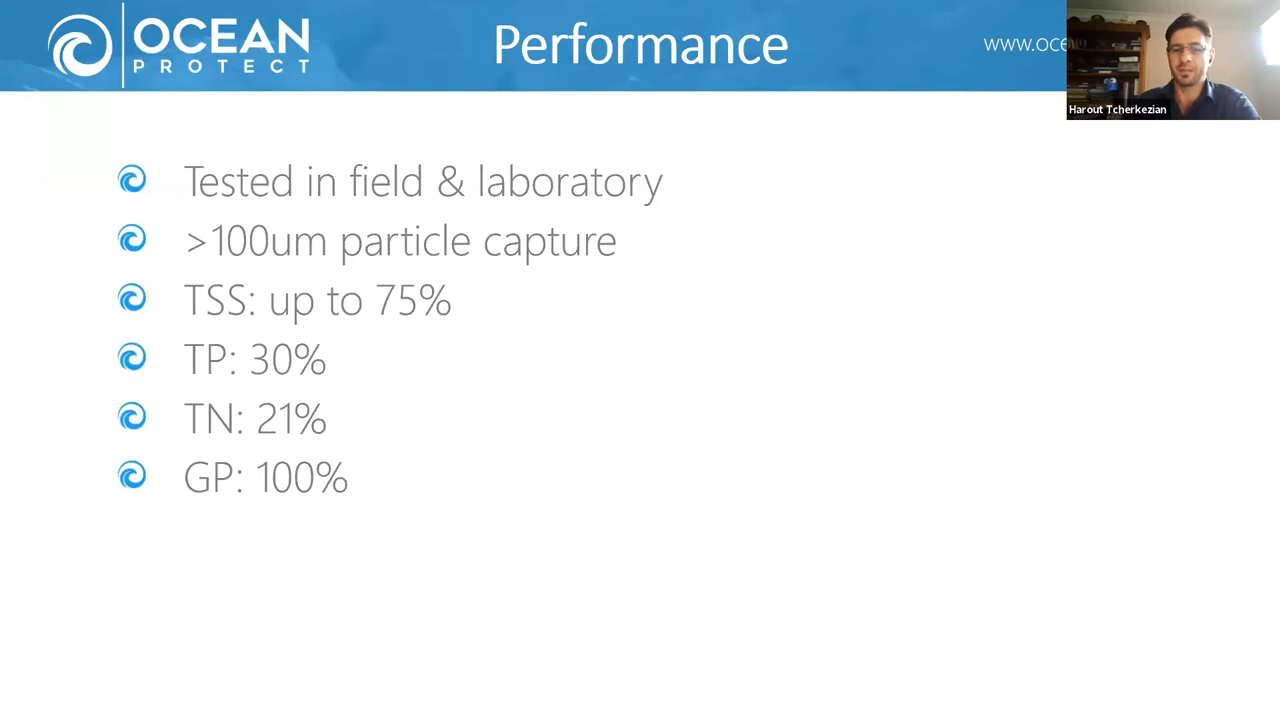 OCEAN
PROTECT
Performance
Harout Tcherkezian
Tested in field & laboratory
>100um particle capture
TSS: up to 75%
TP: 30%
TN: 21%
GP: 100%